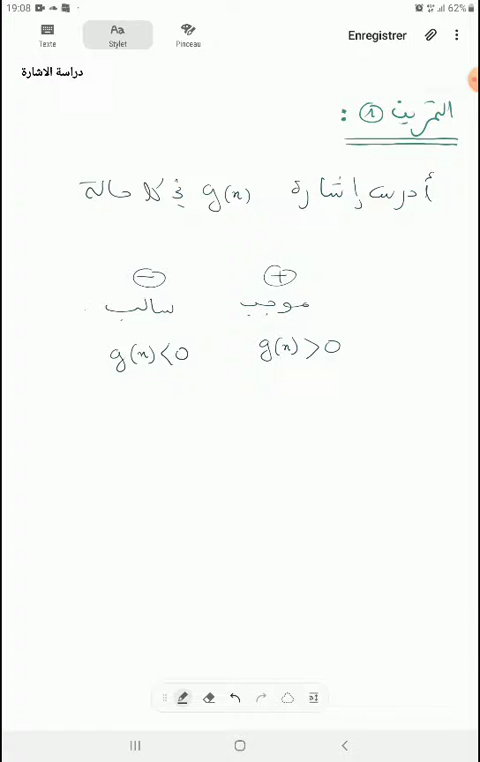 19:08 62%
Texte Aa Stylet Pinceau Enregistrer
دراسة الاشارة
التمرين ①:
أدرس إشارة g(x) في كل حالة
⊖ ⊕
سالب موجب
g(x)<0 g(x)>0